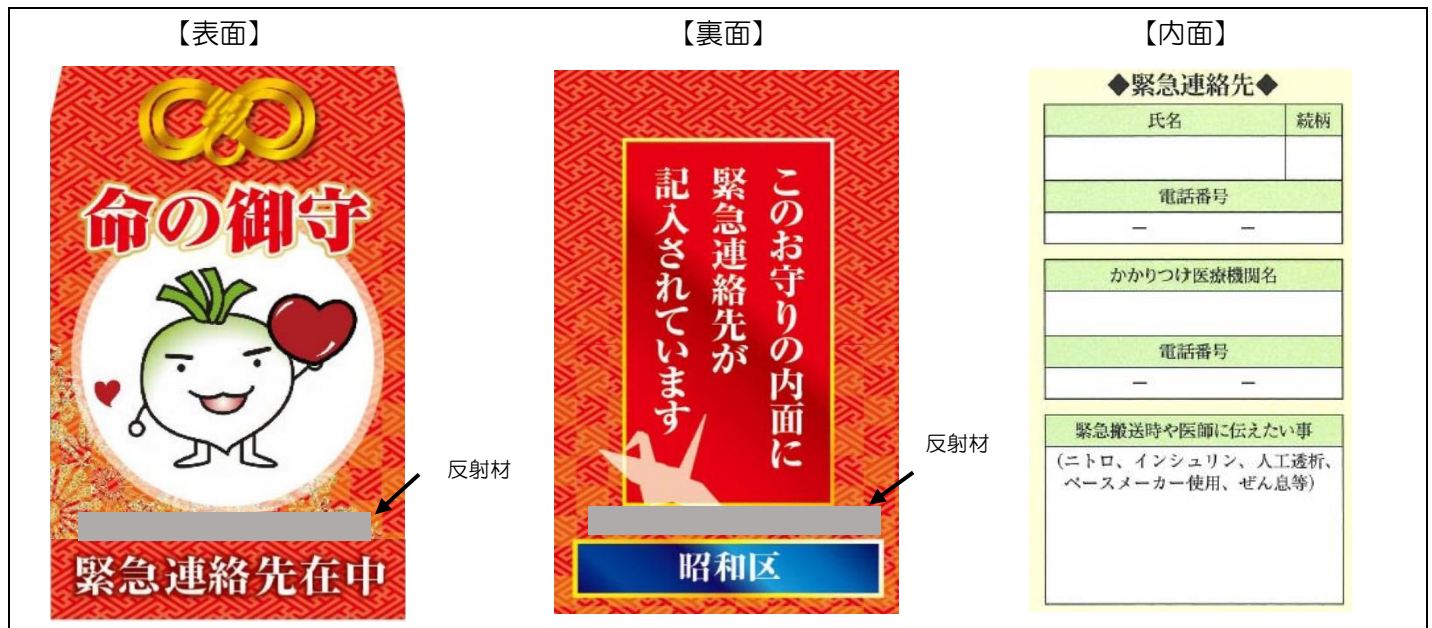 【表面】
命の御守
反射材
緊急連絡先在中
【裏面】
このお守りの内面に
緊急連絡先が
記入されています
反射材
昭和区
【内面】
◆緊急連絡先◆
氏名 続柄
電話番号
－ －
かかりつけ医療機関名
電話番号
－ －
緊急搬送時や医師に伝えたい事
(ニトロ、インシュリン、人工透析、
ペースメーカー使用、ぜん息等)